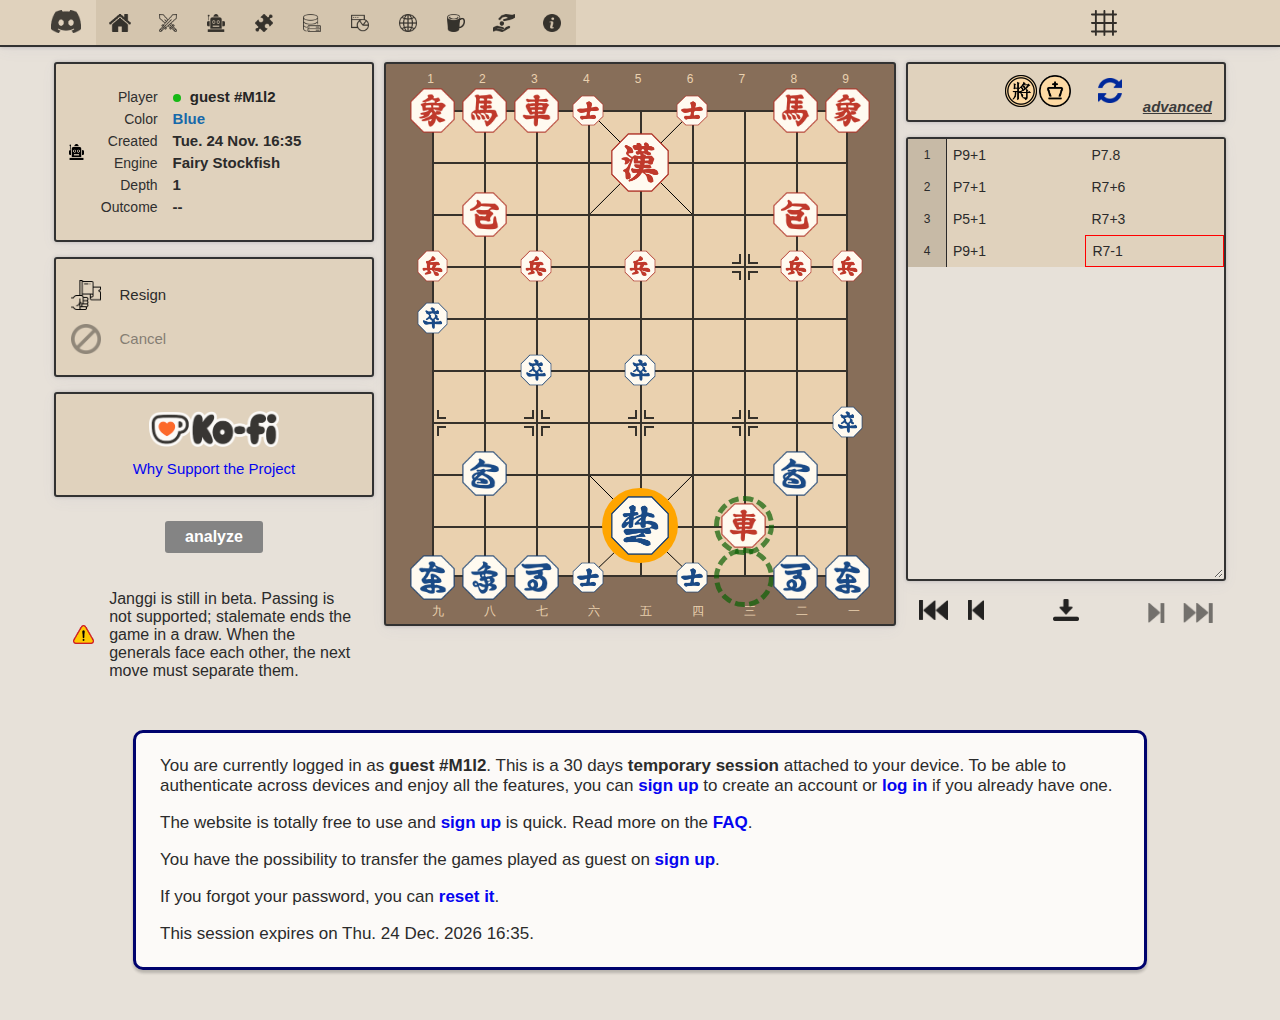 Player guest #M1l2
Color Blue
Created Tue. 24 Nov. 16:35
Engine Fairy Stockfish
Depth 1
Outcome --
Resign
Cancel
Ko-fi
Why Support the Project
analyze
Janggi is still in beta. Passing is
not supported; stalemate ends the
game in a draw. When the
generals face each other, the next
move must separate them.
1 2 3 4 5 6 7 8 9
象 馬 車 士 士 馬 象
漢
包 包
兵 兵 兵 兵 兵
卒
卒 卒
卒
車
士 士
九 八 七 六 五 四 三 二 一
將
advanced
1 P9+1 P7.8
2 P7+1 R7+6
3 P5+1 R7+3
4 P9+1 R7-1
You are currently logged in as guest #M1l2. This is a 30 days temporary session attached to your device. To be able to
authenticate across devices and enjoy all the features, you can sign up to create an account or log in if you already have one.
The website is totally free to use and sign up is quick. Read more on the FAQ.
You have the possibility to transfer the games played as guest on sign up.
If you forgot your password, you can reset it.
This session expires on Thu. 24 Dec. 2026 16:35.